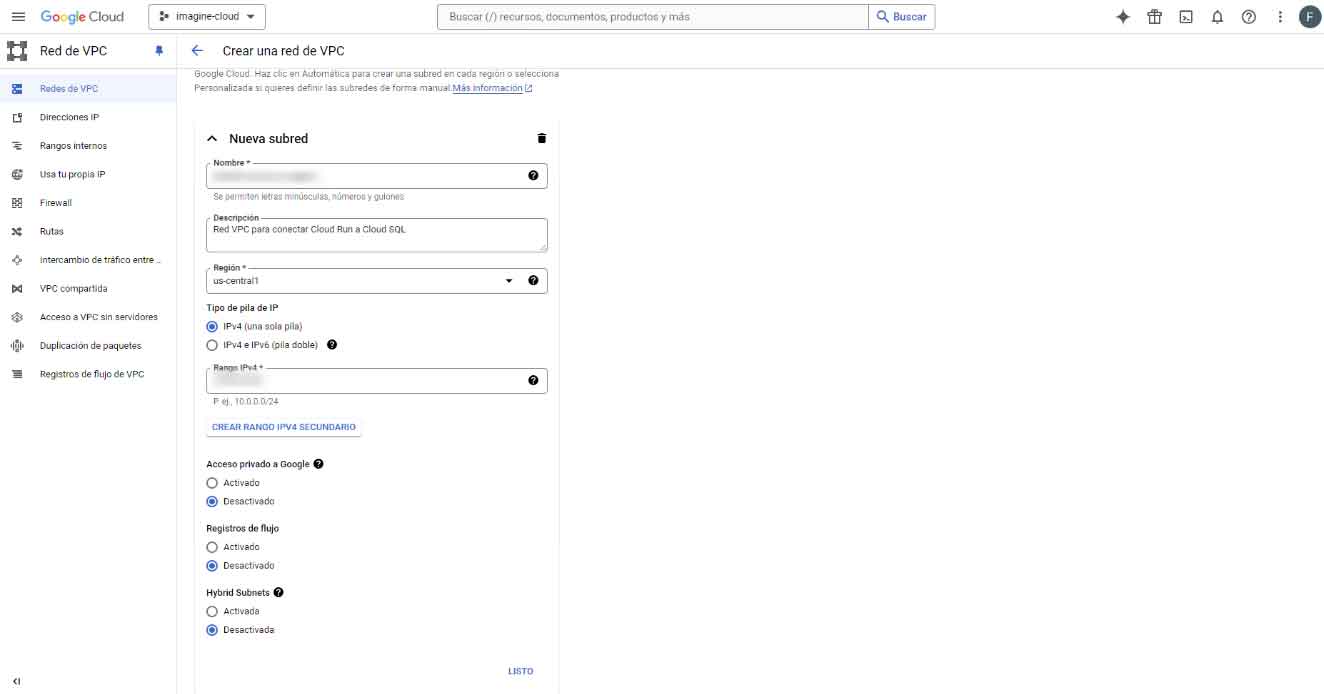 Google Cloud
imagine-cloud
Buscar (/) recursos, documentos, productos y más
Buscar
F
Red de VPC
Crear una red de VPC
Redes de VPC
Direcciones IP
Rangos internos
Usa tu propia IP
Firewall
Rutas
Intercambio de tráfico entre ...
VPC compartida
Acceso a VPC sin servidores
Duplicación de paquetes
Registros de flujo de VPC
Google Cloud. Haz clic en Automática para crear una subred en cada región o selecciona
Personalizada si quieres definir las subredes de forma manual.Más información
Nueva subred
Nombre *
Se permiten letras minúsculas, números y guiones
Descripción
Red VPC para conectar Cloud Run a Cloud SQL
Región *
us-central1
Tipo de pila de IP
IPv4 (una sola pila)
IPv4 e IPv6 (pila doble)
Rango IPv4 *
P. ej., 10.0.0.0/24
CREAR RANGO IPV4 SECUNDARIO
Acceso privado a Google
Activado
Desactivado
Registros de flujo
Activado
Desactivado
Hybrid Subnets
Activada
Desactivada
LISTO